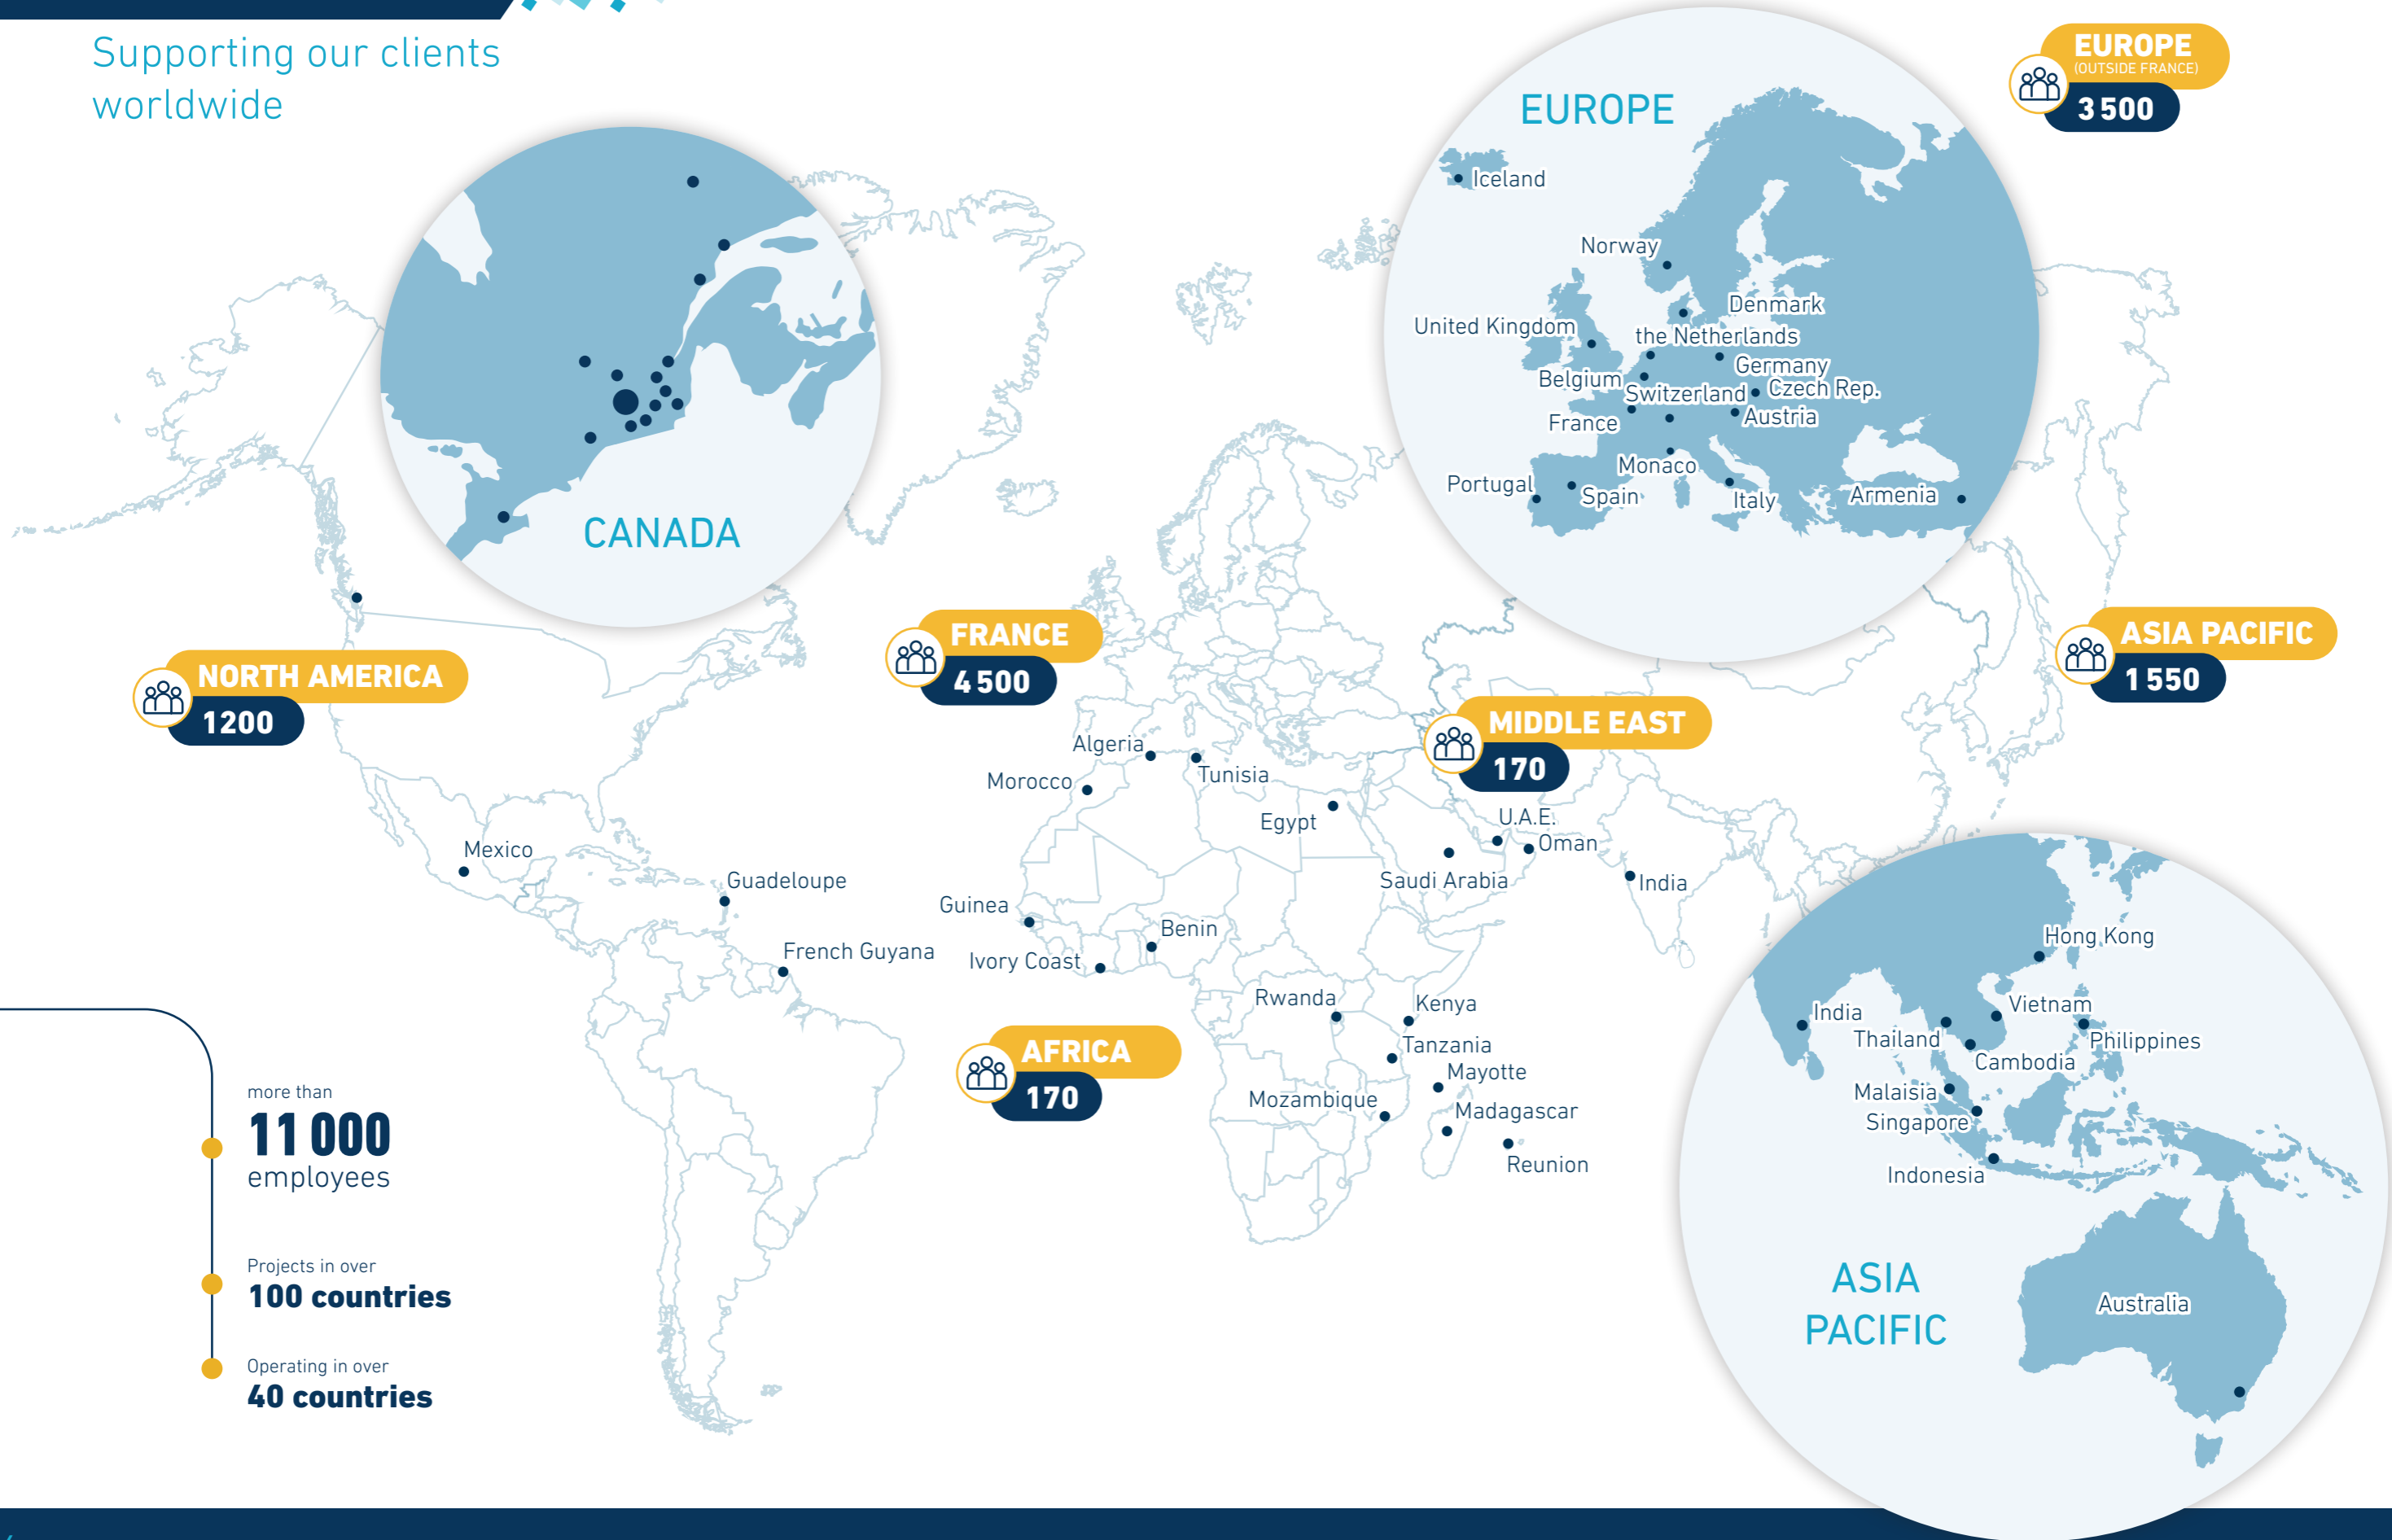 Supporting our clients
worldwide
CANADA
EUROPE
Iceland
Norway
Denmark
United Kingdom
the Netherlands
Germany
Belgium
Switzerland
Czech Rep.
France
Austria
Monaco
Portugal
Spain
Italy
Armenia
EUROPE
(OUTSIDE FRANCE)
3 500
NORTH AMERICA
1200
FRANCE
4 500
MIDDLE EAST
170
ASIA PACIFIC
1 550
Algeria
Tunisia
Morocco
Egypt
U.A.E.
Oman
Saudi Arabia
India
Mexico
Guadeloupe
French Guyana
Guinea
Benin
Ivory Coast
Rwanda
Kenya
Tanzania
Mayotte
Mozambique
Madagascar
Reunion
AFRICA
170
Hong Kong
India
Vietnam
Thailand
Philippines
Cambodia
Malaisia
Singapore
Indonesia
Australia
ASIA
PACIFIC
more than
11 000
employees
Projects in over
100 countries
Operating in over
40 countries